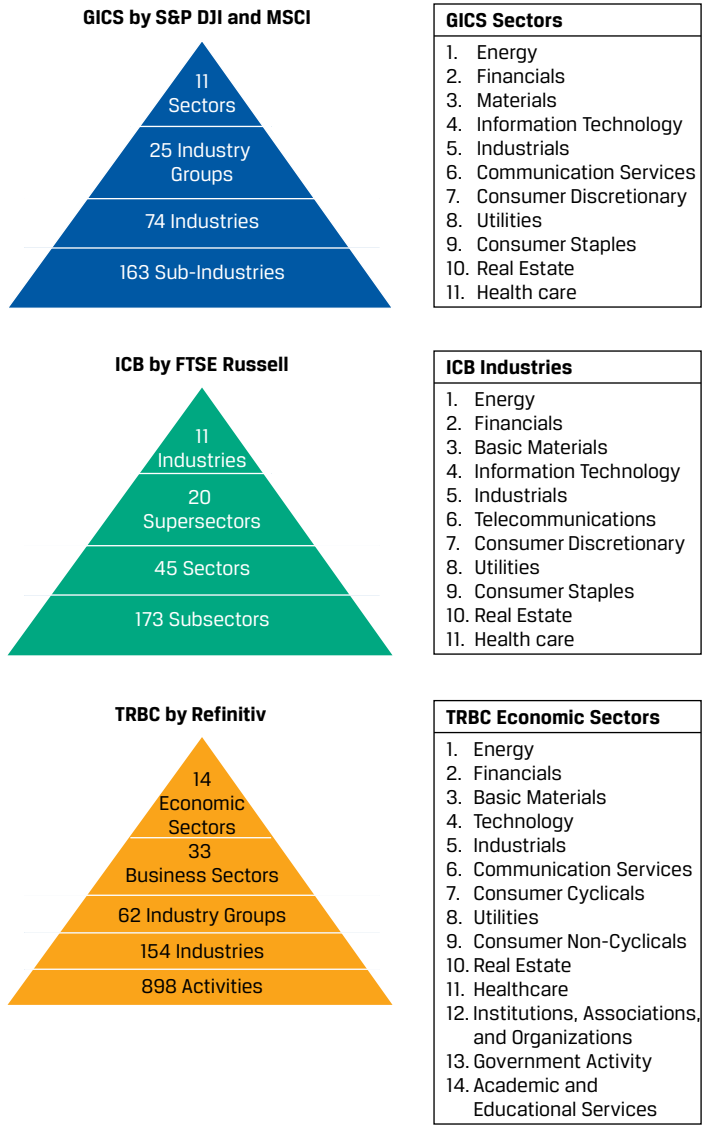 GICS by S&P DJI and MSCI
11
Sectors
25 Industry
Groups
74 Industries
163 Sub-Industries
GICS Sectors
1. Energy
2. Financials
3. Materials
4. Information Technology
5. Industrials
6. Communication Services
7. Consumer Discretionary
8. Utilities
9. Consumer Staples
10. Real Estate
11. Health care
ICB by FTSE Russell
11
Industries
20
Supersectors
45 Sectors
173 Subsectors
ICB Industries
1. Energy
2. Financials
3. Basic Materials
4. Information Technology
5. Industrials
6. Telecommunications
7. Consumer Discretionary
8. Utilities
9. Consumer Staples
10. Real Estate
11. Health care
TRBC by Refinitiv
14
Economic
Sectors
33
Business Sectors
62 Industry Groups
154 Industries
898 Activities
TRBC Economic Sectors
1. Energy
2. Financials
3. Basic Materials
4. Technology
5. Industrials
6. Communication Services
7. Consumer Cyclicals
8. Utilities
9. Consumer Non-Cyclicals
10. Real Estate
11. Healthcare
12. Institutions, Associations,
and Organizations
13. Government Activity
14. Academic and
Educational Services